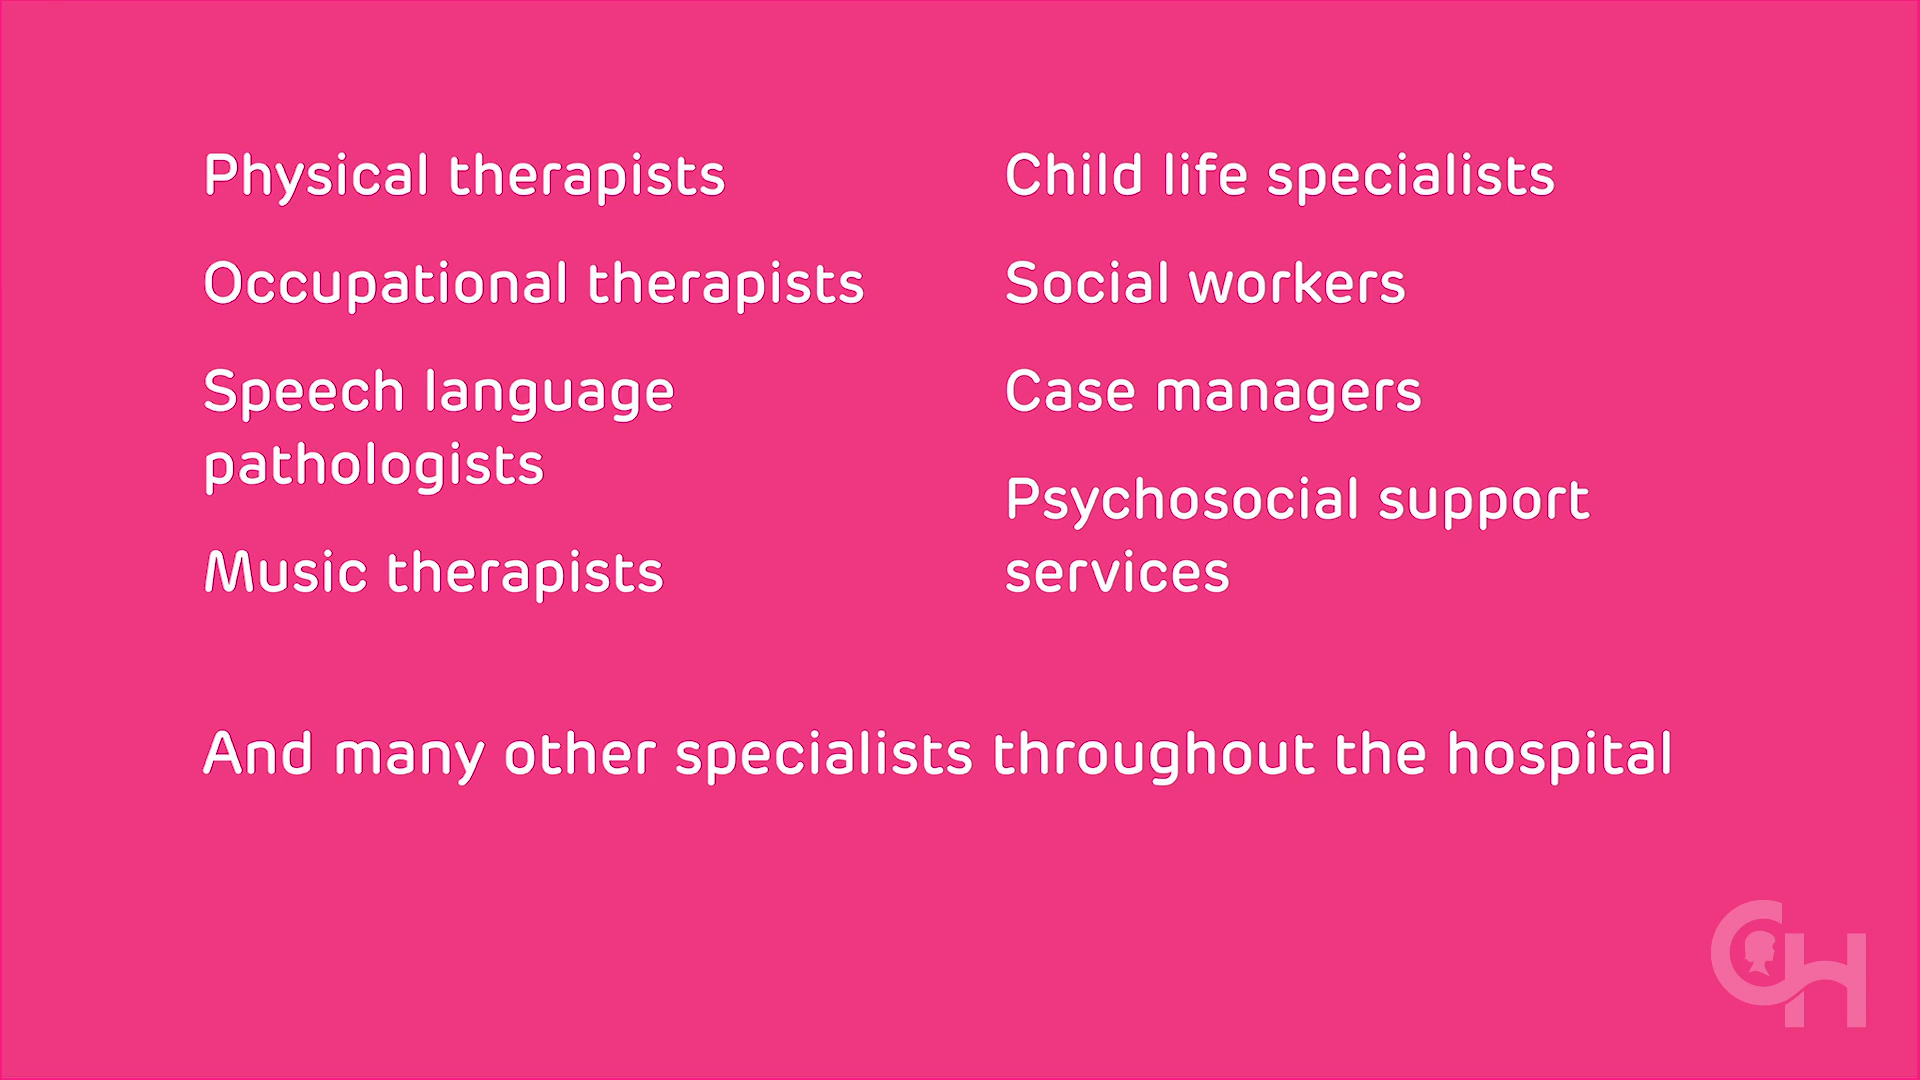 Physical therapists
Occupational therapists
Speech language
pathologists
Music therapists
Child life specialists
Social workers
Case managers
Psychosocial support
services
And many other specialists throughout the hospital
CH